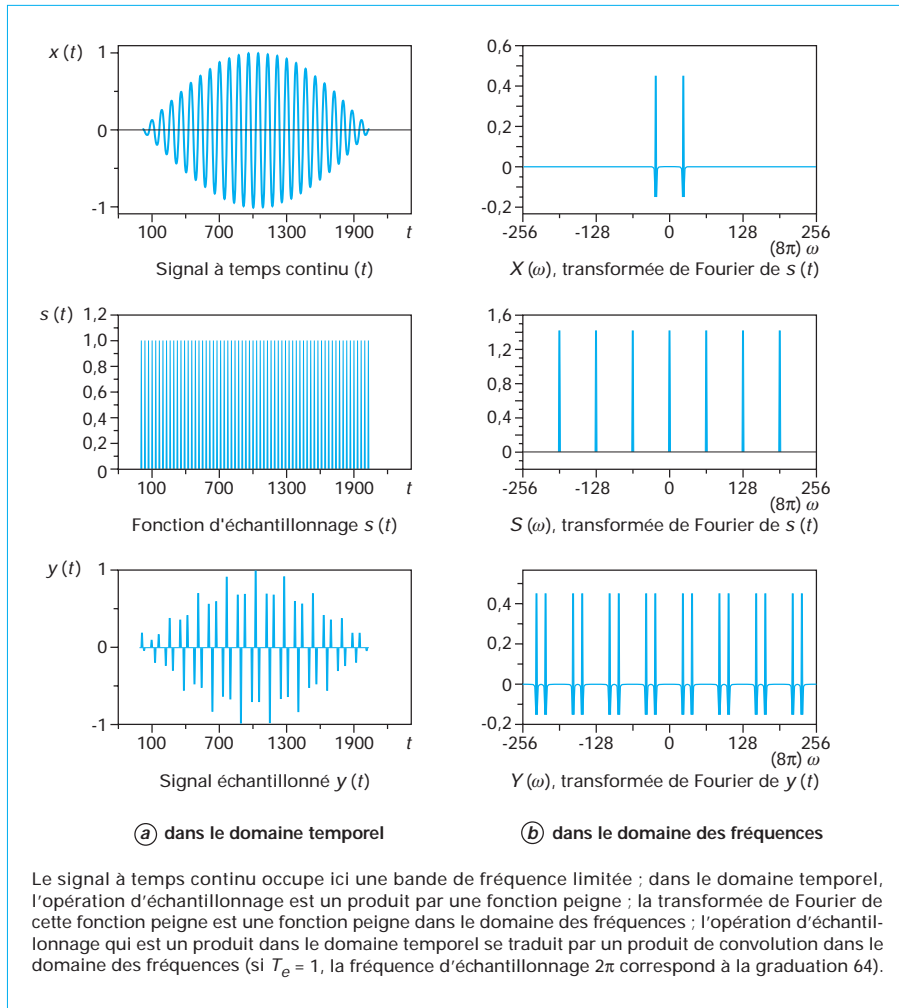 x (t)
1
0
-1
100 700 1300 1900 t
Signal à temps continu (t)
0,6
0,4
0,2
0
-0,2
-256 -128 0 128 256
(8π) ω
X (ω), transformée de Fourier de s (t)
s (t)
1,2
1,0
0,8
0,6
0,4
0,2
0
100 700 1300 1900 t
Fonction d'échantillonnage s (t)
1,6
1,2
0,8
0,4
0
-256 -128 0 128 256
(8π) ω
S (ω), transformée de Fourier de s (t)
y (t)
1
0
-1
100 700 1300 1900 t
Signal échantillonné y (t)
0,4
0,2
0
-0,2
-256 -128 0 128 256
(8π) ω
Y (ω), transformée de Fourier de y (t)
a dans le domaine temporel
b dans le domaine des fréquences
Le signal à temps continu occupe ici une bande de fréquence limitée ; dans le domaine temporel,
l'opération d'échantillonnage est un produit par une fonction peigne ; la transformée de Fourier de
cette fonction peigne est une fonction peigne dans le domaine des fréquences ; l'opération d'échantil-
lonnage qui est un produit dans le domaine temporel se traduit par un produit de convolution dans le
domaine des fréquences (si Te = 1, la fréquence d'échantillonnage 2π correspond à la graduation 64).